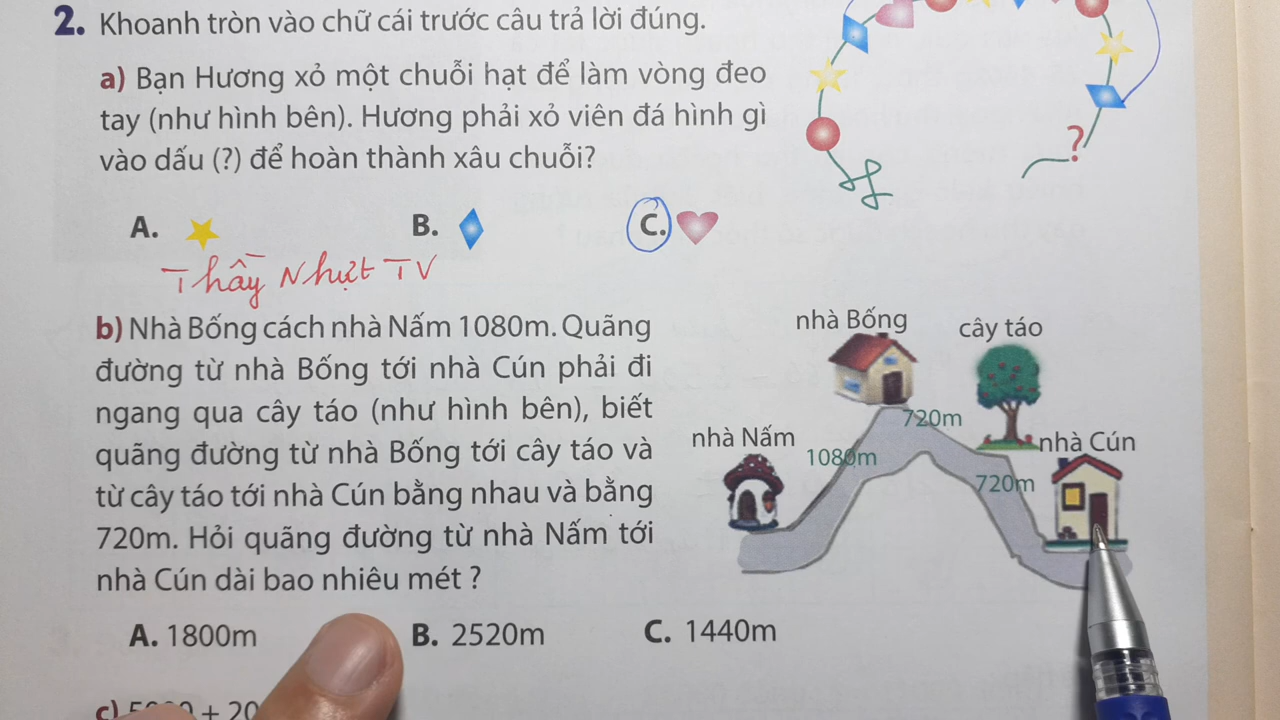 2. Khoanh tròn vào chữ cái trước câu trả lời đúng.
a) Bạn Hương xỏ một chuỗi hạt để làm vòng đeo
tay (như hình bên). Hương phải xỏ viên đá hình gì
vào dấu (?) để hoàn thành xâu chuỗi?
?
A.
B.
C.
Thầy Nhựt TV
b) Nhà Bống cách nhà Nấm 1080m. Quãng
đường từ nhà Bống tới nhà Cún phải đi
ngang qua cây táo (như hình bên), biết
quãng đường từ nhà Bống tới cây táo và
từ cây táo tới nhà Cún bằng nhau và bằng
720m. Hỏi quãng đường từ nhà Nấm tới
nhà Cún dài bao nhiêu mét ?
nhà Bống
cây táo
720m
nhà Nấm
nhà Cún
1080m
720m
A. 1800m
B. 2520m
C. 1440m
c) + 20